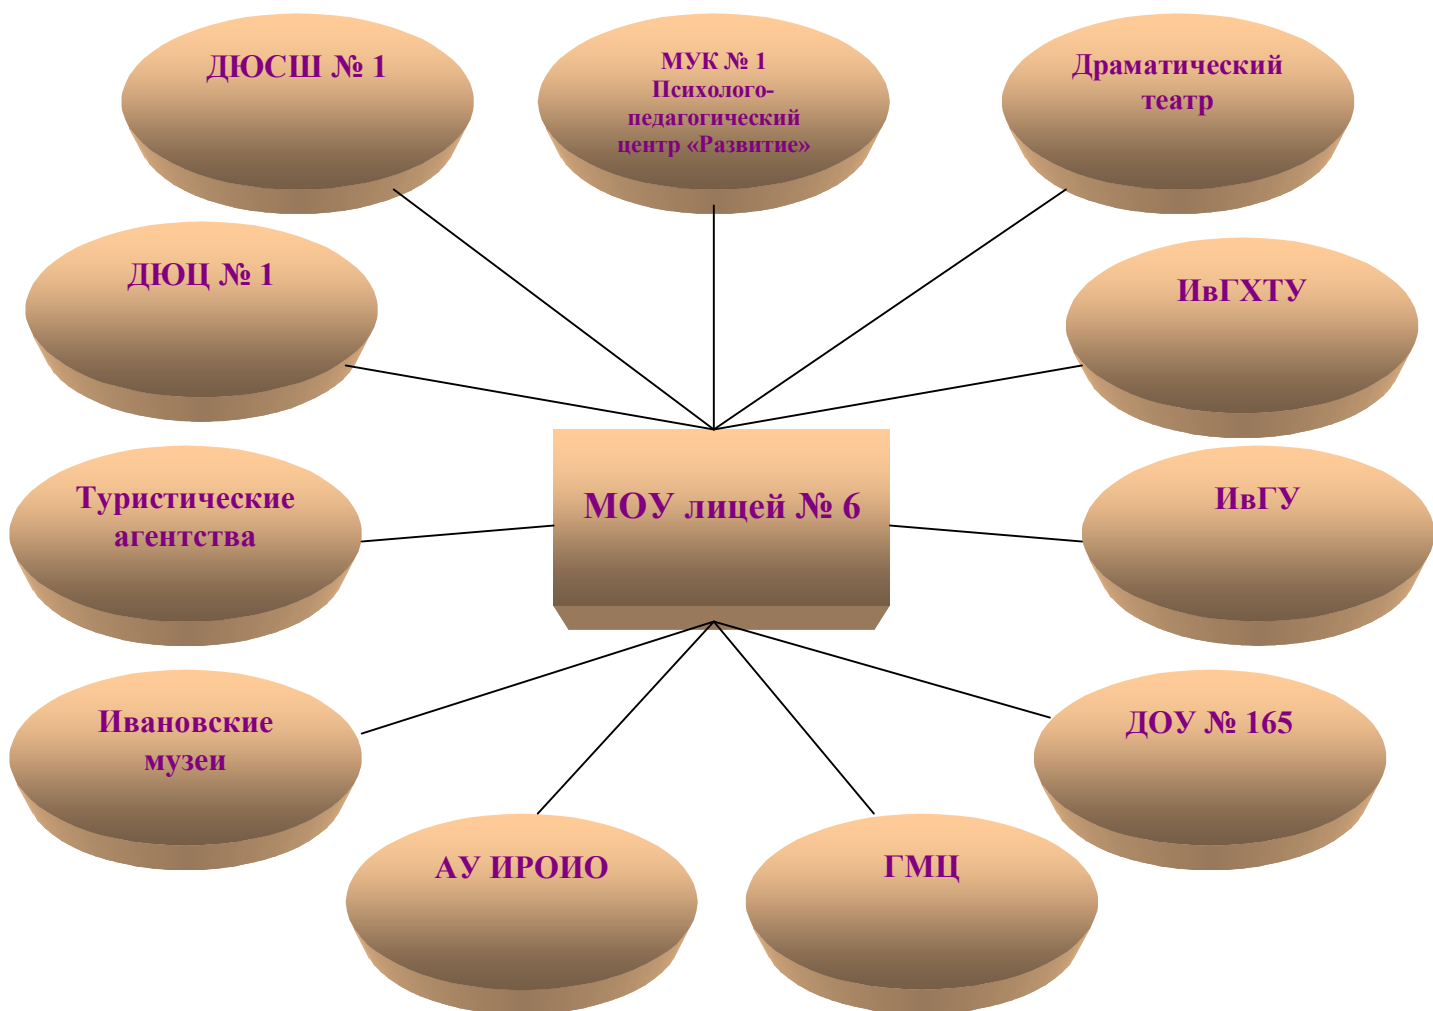 ДЮСШ № 1
МУК № 1
Психолого-
педагогический
центр «Развитие»
Драматический
театр
ДЮЦ № 1
ИвГХТУ
Туристические
агентства
МОУ лицей № 6
ИвГУ
Ивановские
музеи
ДОУ № 165
АУ ИРОИО
ГМЦ